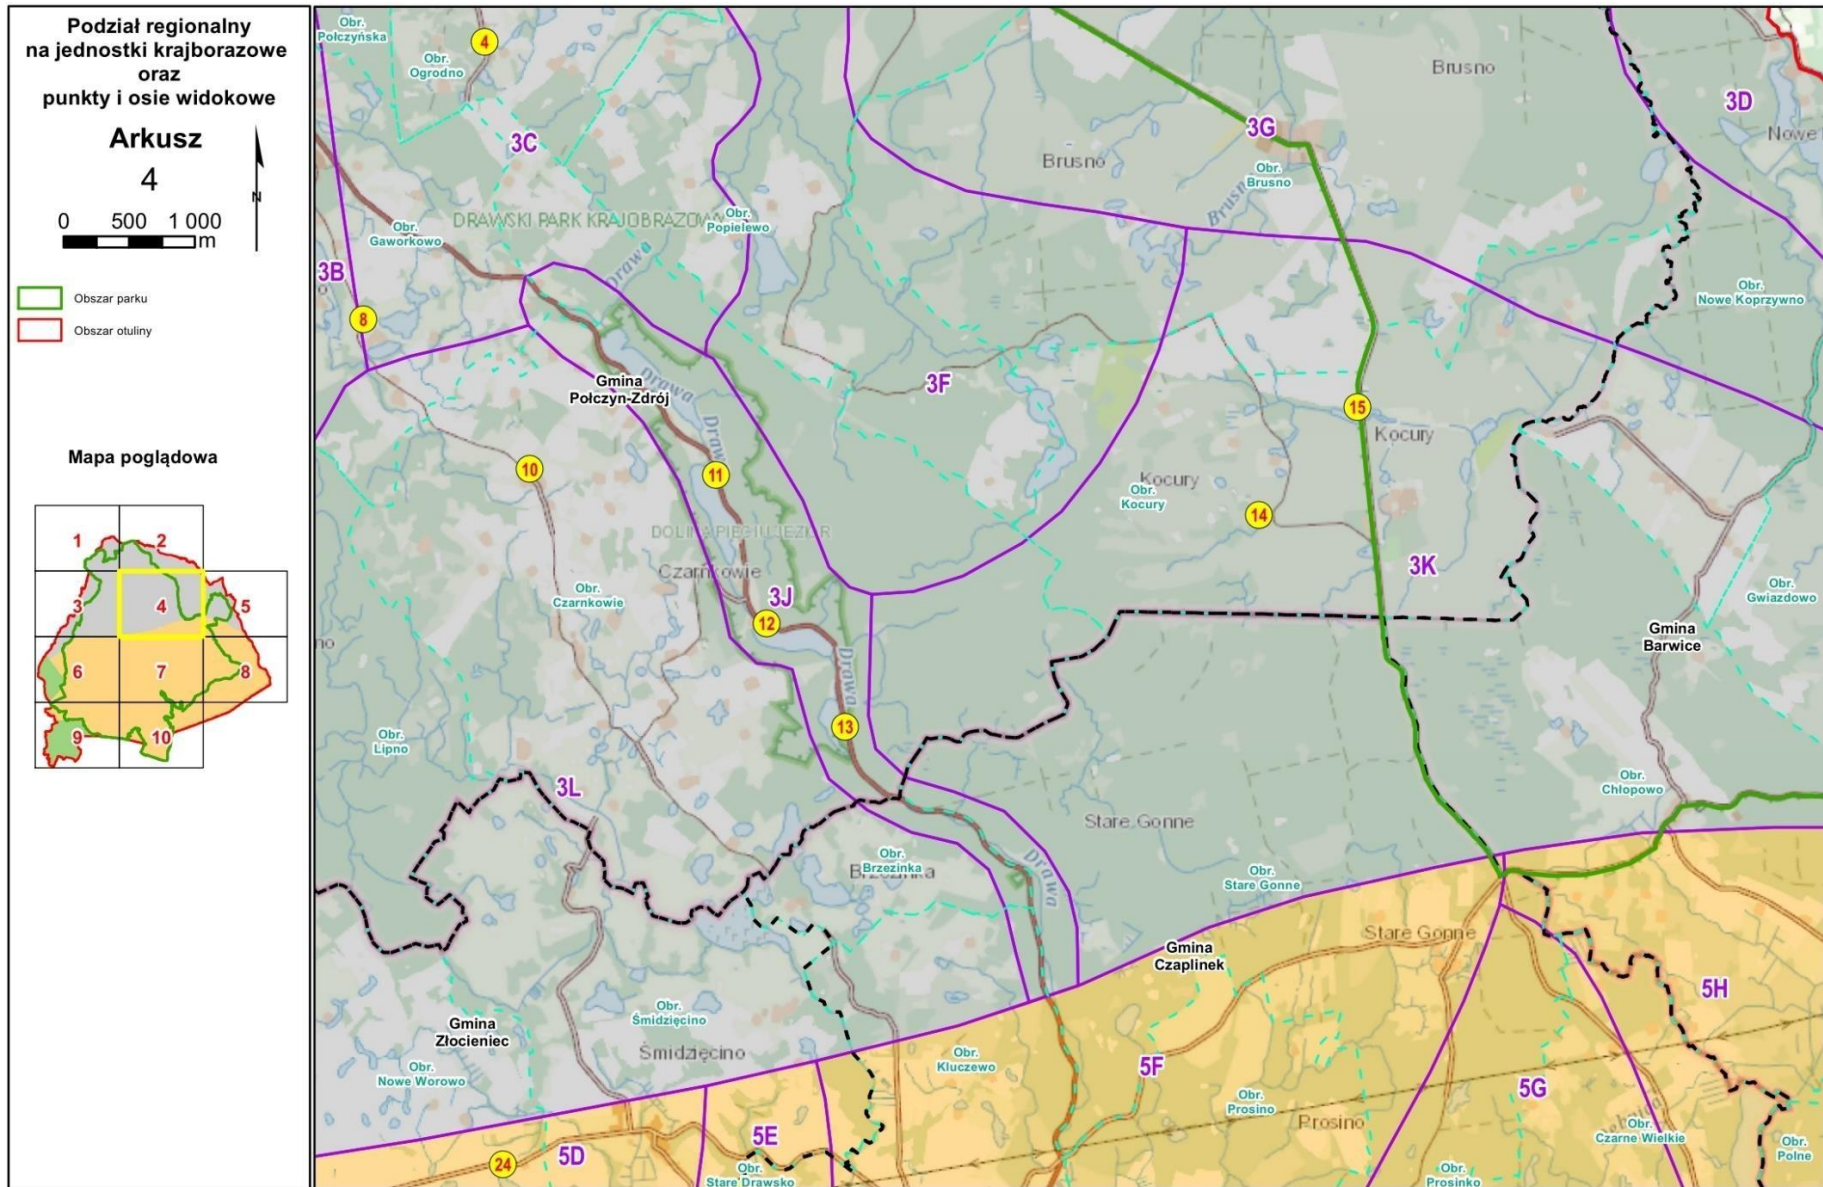 Podział regionalny
na jednostki krajborazowe
oraz
punkty i osie widokowe
Arkusz
4
0 500 1 000
m
N
Obszar parku
Obszar otuliny
Mapa poglądowa
1
2
3
4
5
6
7
8
9
10
Obr.
Połczyńska
4
Obr.
Ogrodno
3C
Brusno
3D
3G
Nowe
Brusno
Obr.
Brusno
DRAWSKI PARK KRAJOBRAZOWY
Obr.
Popielewo
Obr.
Gaworkowo
Drawa
3B
8
Obr.
Nowe Koprzywno
Gmina
Połczyn-Zdrój
Drawa
3F
15
Kocury
10
11
Kocury
Obr.
Kocury
14
3K
Czarnkowie
Obr.
Czarnkowie
3J
12
Obr.
Gwiazdowo
Gmina
Barwice
Drawa
13
Obr.
Lipno
3L
Obr.
Chłopowo
Stare Gonne
Obr.
Brzezinka
Brzezinka
Drawa
Obr.
Stare Gonne
Gmina
Czaplinek
Stare Gonne
5H
Obr.
Śmidzięcino
Gmina
Złocieniec
Śmidzięcino
Obr.
Nowe Worowo
Obr.
Kluczewo
5F
Obr.
Prosino
Prosino
5G
Obr.
Czarne Wielkie
Obr.
Polne
24
5D
5E
Obr.
Stare Drawsko
Obr.
Prosinko